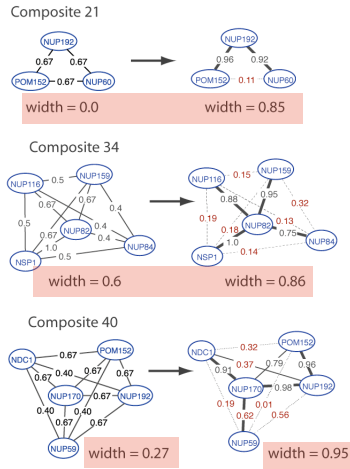 Composite 21
NUP192 NUP192
0.67 0.67 0.96 0.92
POM152 0.67 NUP60 POM152 0.11 NUP60
width = 0.0 width = 0.85
Composite 34
NUP159 NUP159
NUP116 0.5 NUP116 0.15
0.67 0.67 0.4 0.88 0.95 0.32
0.5 0.4 0.19 0.13
0.67 NUP82 0.4 0.18 NUP82 0.75
1.0 NUP84 1.0 NUP84
NSP1 0.5 NSP1 0.14
width = 0.6 width = 0.86
Composite 40
POM152 POM152
NDC1 0.67 NDC1 0.32
0.67 0.40 0.67 0.67 0.91 0.37 0.79 0.96
NUP170 0.67 NUP192 NUP170 0.98 NUP192
0.40 0.40 0.19 0.01
0.67 0.67 0.62 0.56
NUP59 NUP59
width = 0.27 width = 0.95